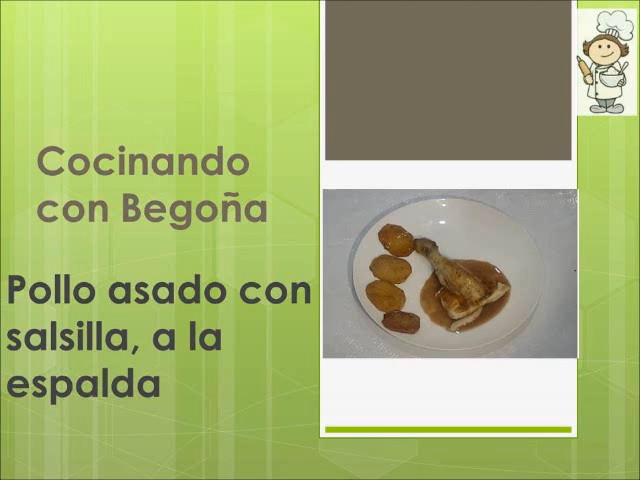 Cocinando
con Begoña
Pollo asado con
salsilla, a la
espalda